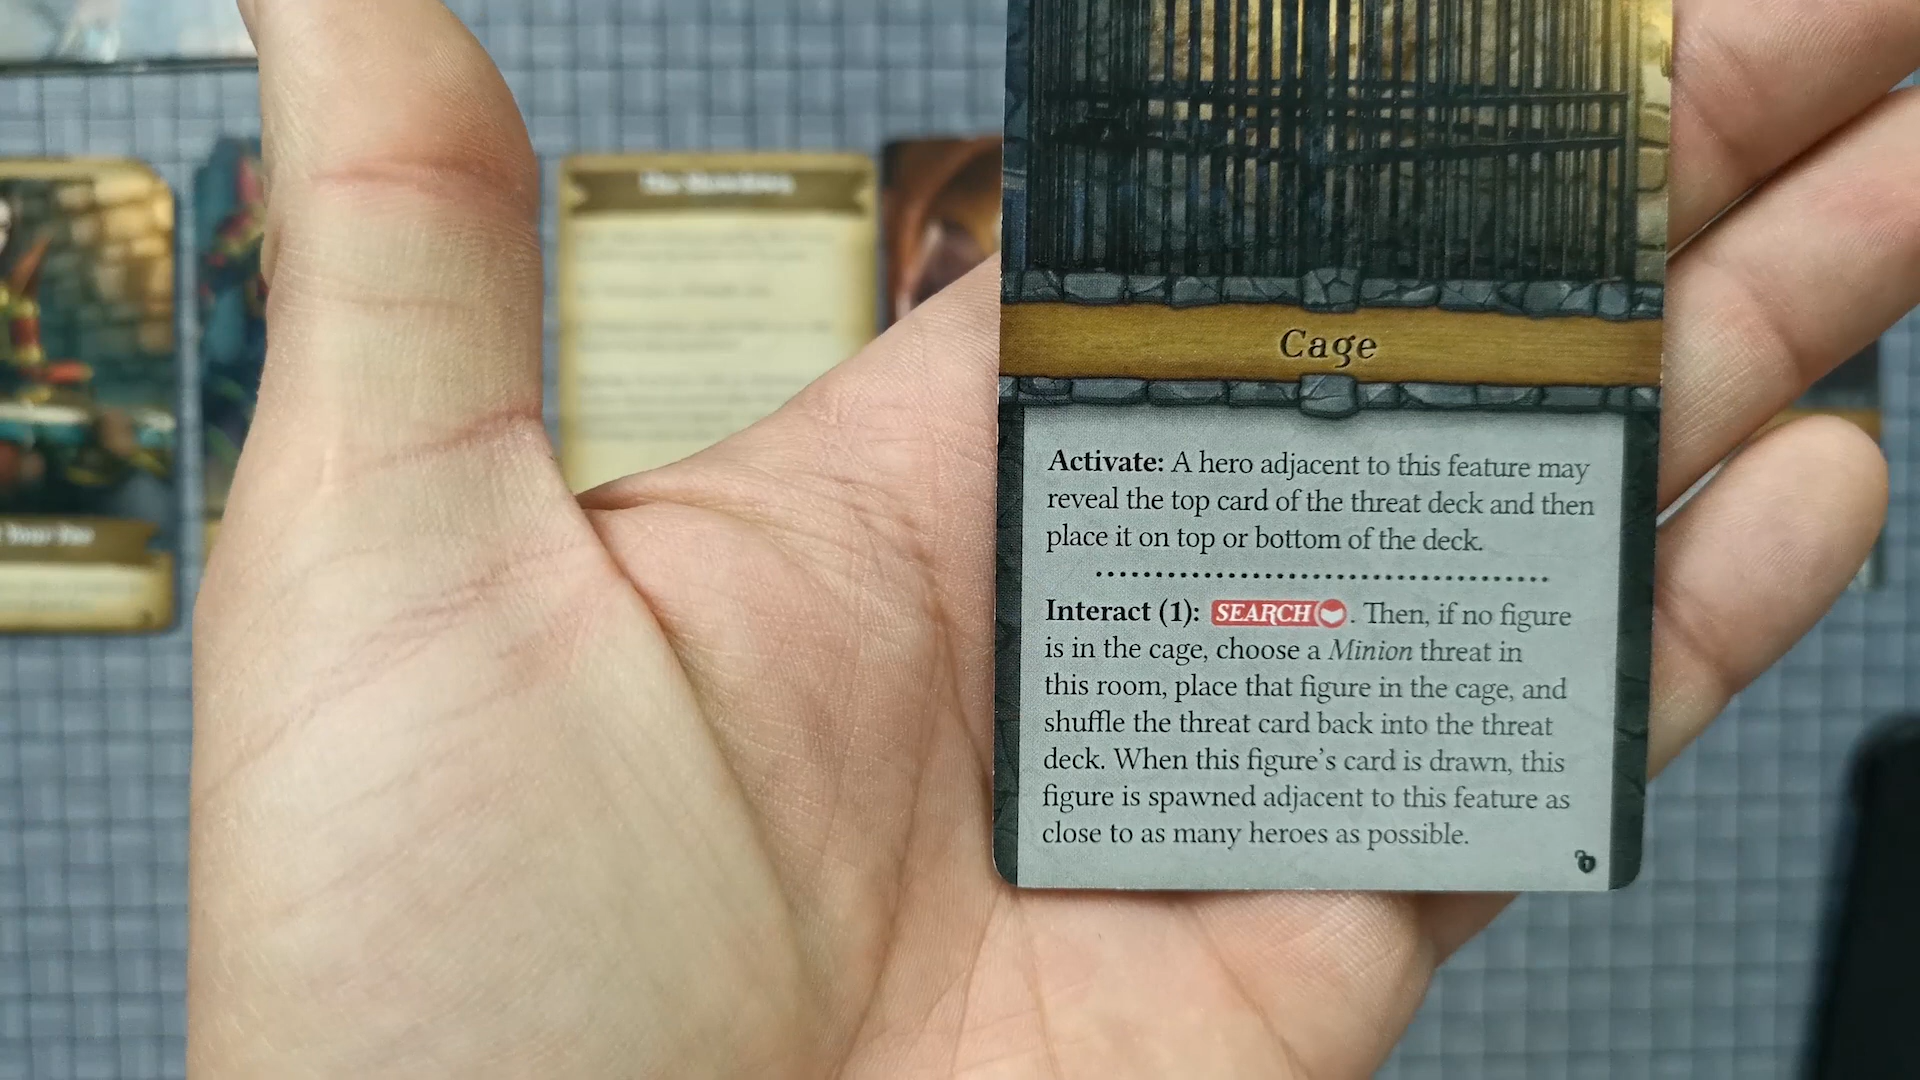 Cage
Activate: A hero adjacent to this feature may
reveal the top card of the threat deck and then
place it on top or bottom of the deck.
Interact (1): SEARCH. Then, if no figure
is in the cage, choose a Minion threat in
this room, place that figure in the cage, and
shuffle the threat card back into the threat
deck. When this figure's card is drawn, this
figure is spawned adjacent to this feature as
close to as many heroes as possible.